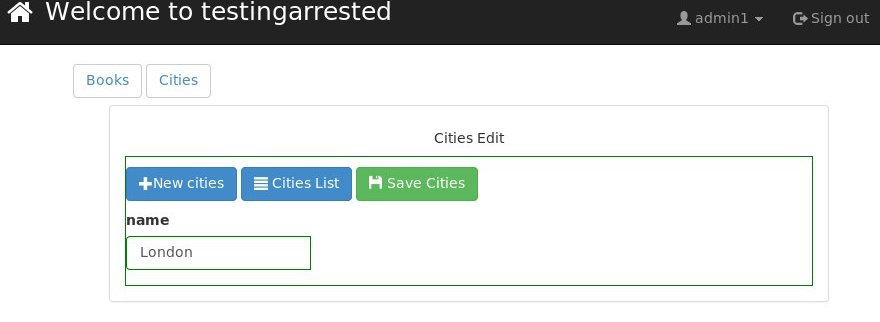 Welcome to testingarrested
admin1 Sign out
Books Cities
Cities Edit
New cities Cities List Save Cities
name
London